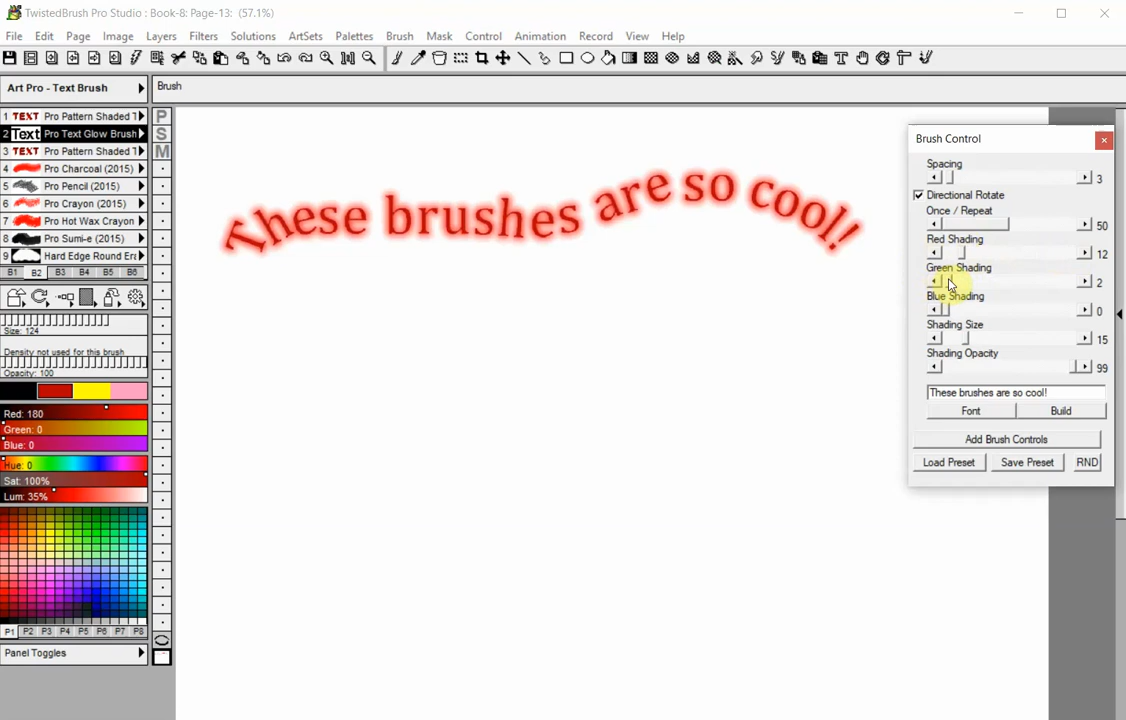 TwistedBrush Pro Studio : Book-8: Page-13: (57.1%)
File Edit Page Image Layers Filters Solutions ArtSets Palettes Brush Mask Control Animation Record View Help
Art Pro - Text Brush
Brush
1 TEXT Pro Pattern Shaded T
2 Text Pro Text Glow Brush
3 TEXT Pro Pattern Shaded T
4 Pro Charcoal (2015)
5 Pro Pencil (2015)
6 Pro Crayon (2015)
7 Pro Hot Wax Crayon
8 Pro Sumi-e (2015)
9 Hard Edge Round Era
B1 B2 B3 B4 B5 B6
P
S
M
Size: 124
Density not used for this brush
Opacity: 100
Red: 180
Green: 0
Blue: 0
Hue: 0
Sat: 100%
Lum: 35%
P1 P2 P3 P4 P5 P6 P7 P8
Panel Toggles
These brushes are so cool!
Brush Control
Spacing
3
Directional Rotate
Once / Repeat
50
Red Shading
12
Green Shading
2
Blue Shading
0
Shading Size
15
Shading Opacity
99
These brushes are so cool!
Font Build
Add Brush Controls
Load Preset Save Preset RND